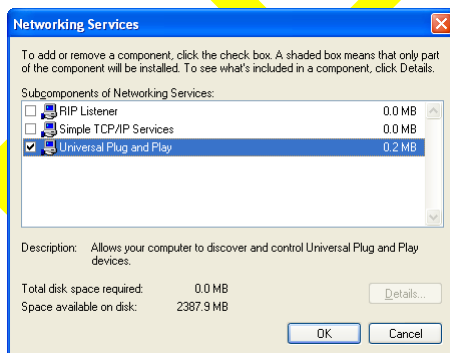 Networking Services
To add or remove a component, click the check box. A shaded box means that only part
of the component will be installed. To see what's included in a component, click Details.
Subcomponents of Networking Services:
RIP Listener 0.0 MB
Simple TCP/IP Services 0.0 MB
Universal Plug and Play 0.2 MB
Description: Allows your computer to discover and control Universal Plug and Play
devices.
Total disk space required: 0.0 MB
Details...
Space available on disk: 2387.9 MB
OK Cancel